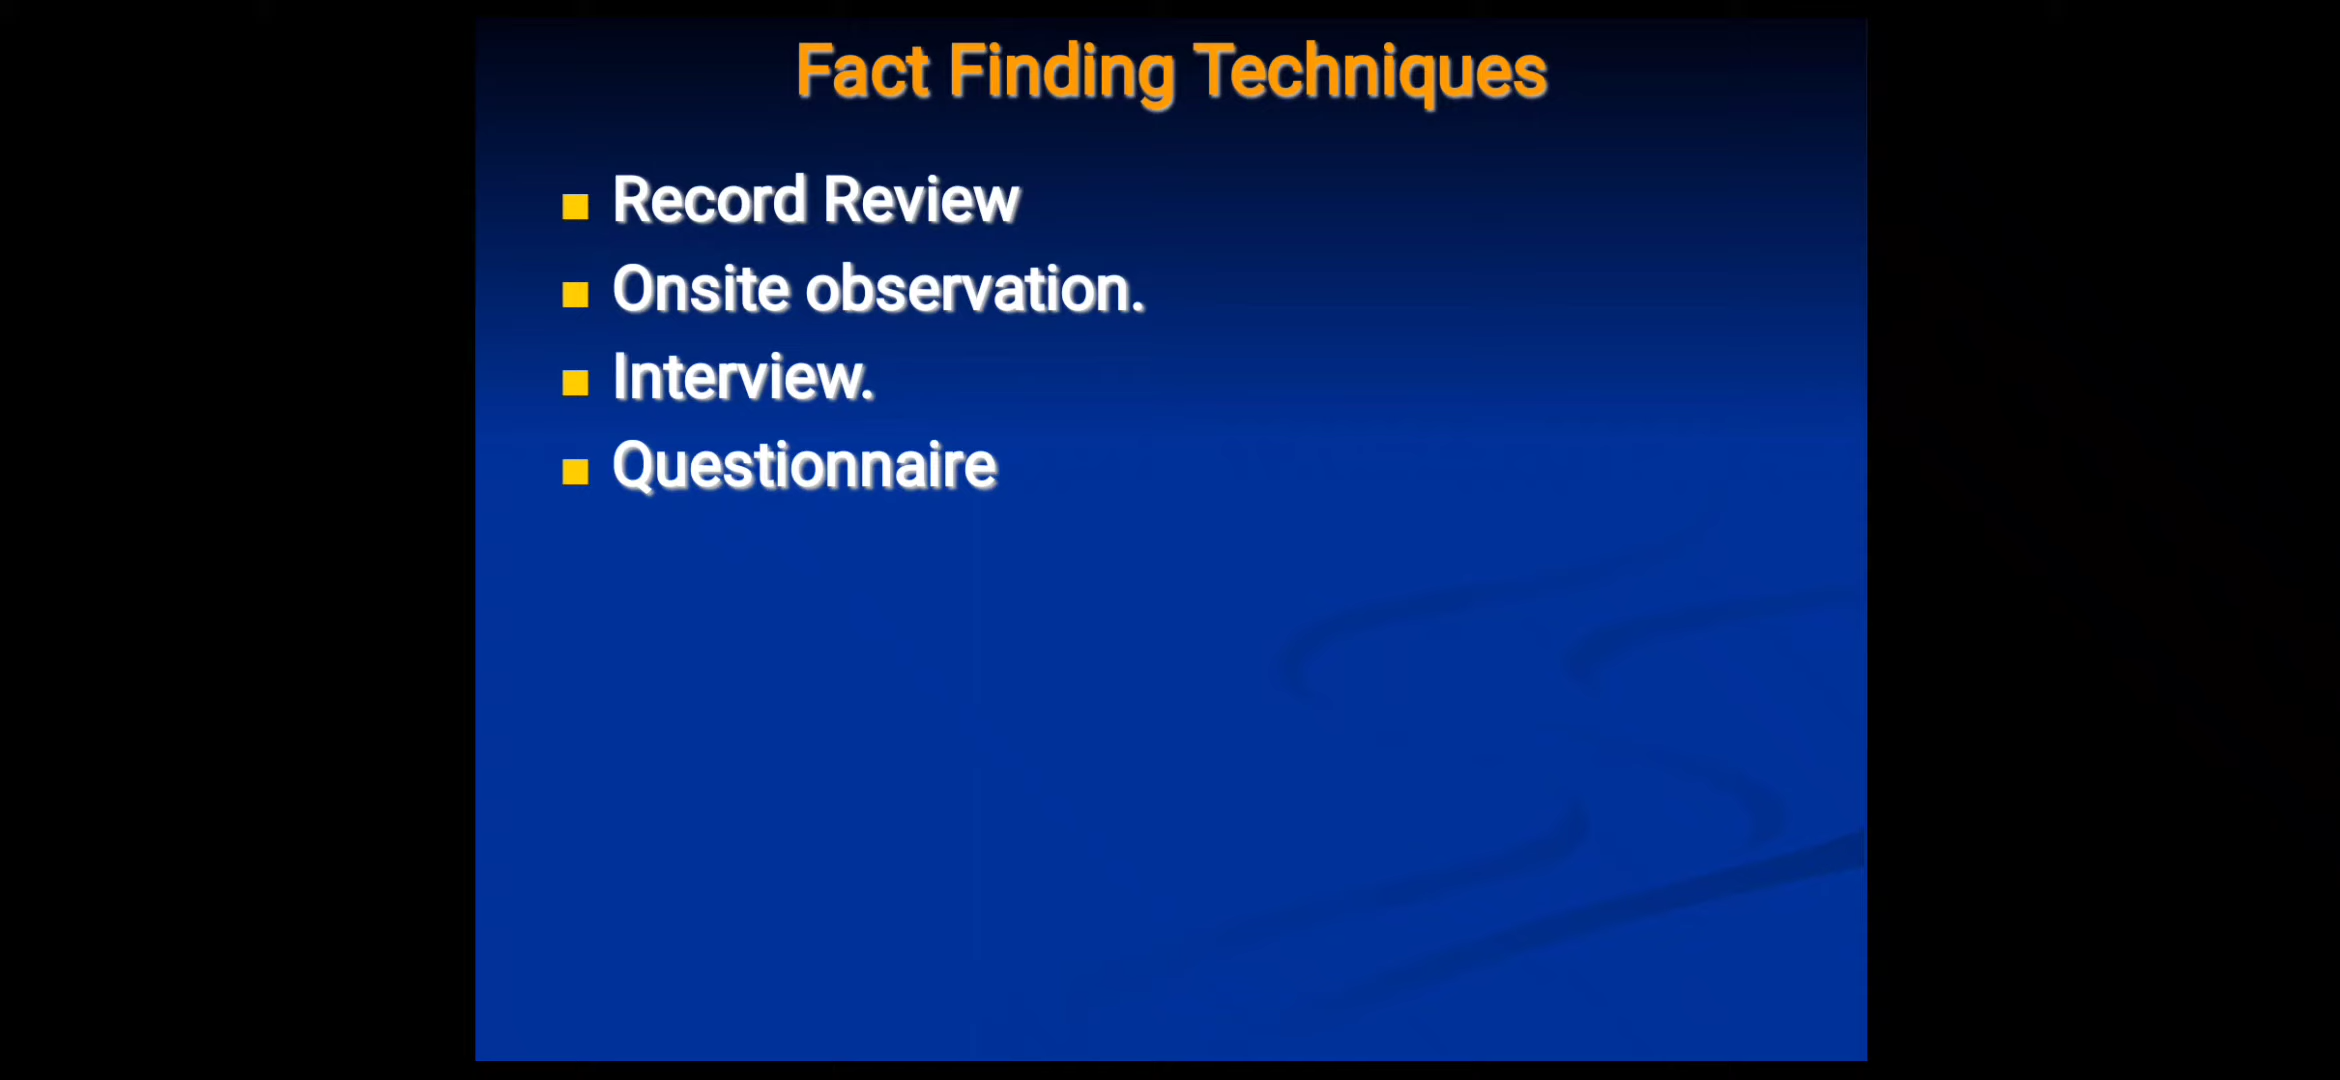 Fact Finding Techniques
Record Review
Onsite observation.
Interview.
Questionnaire